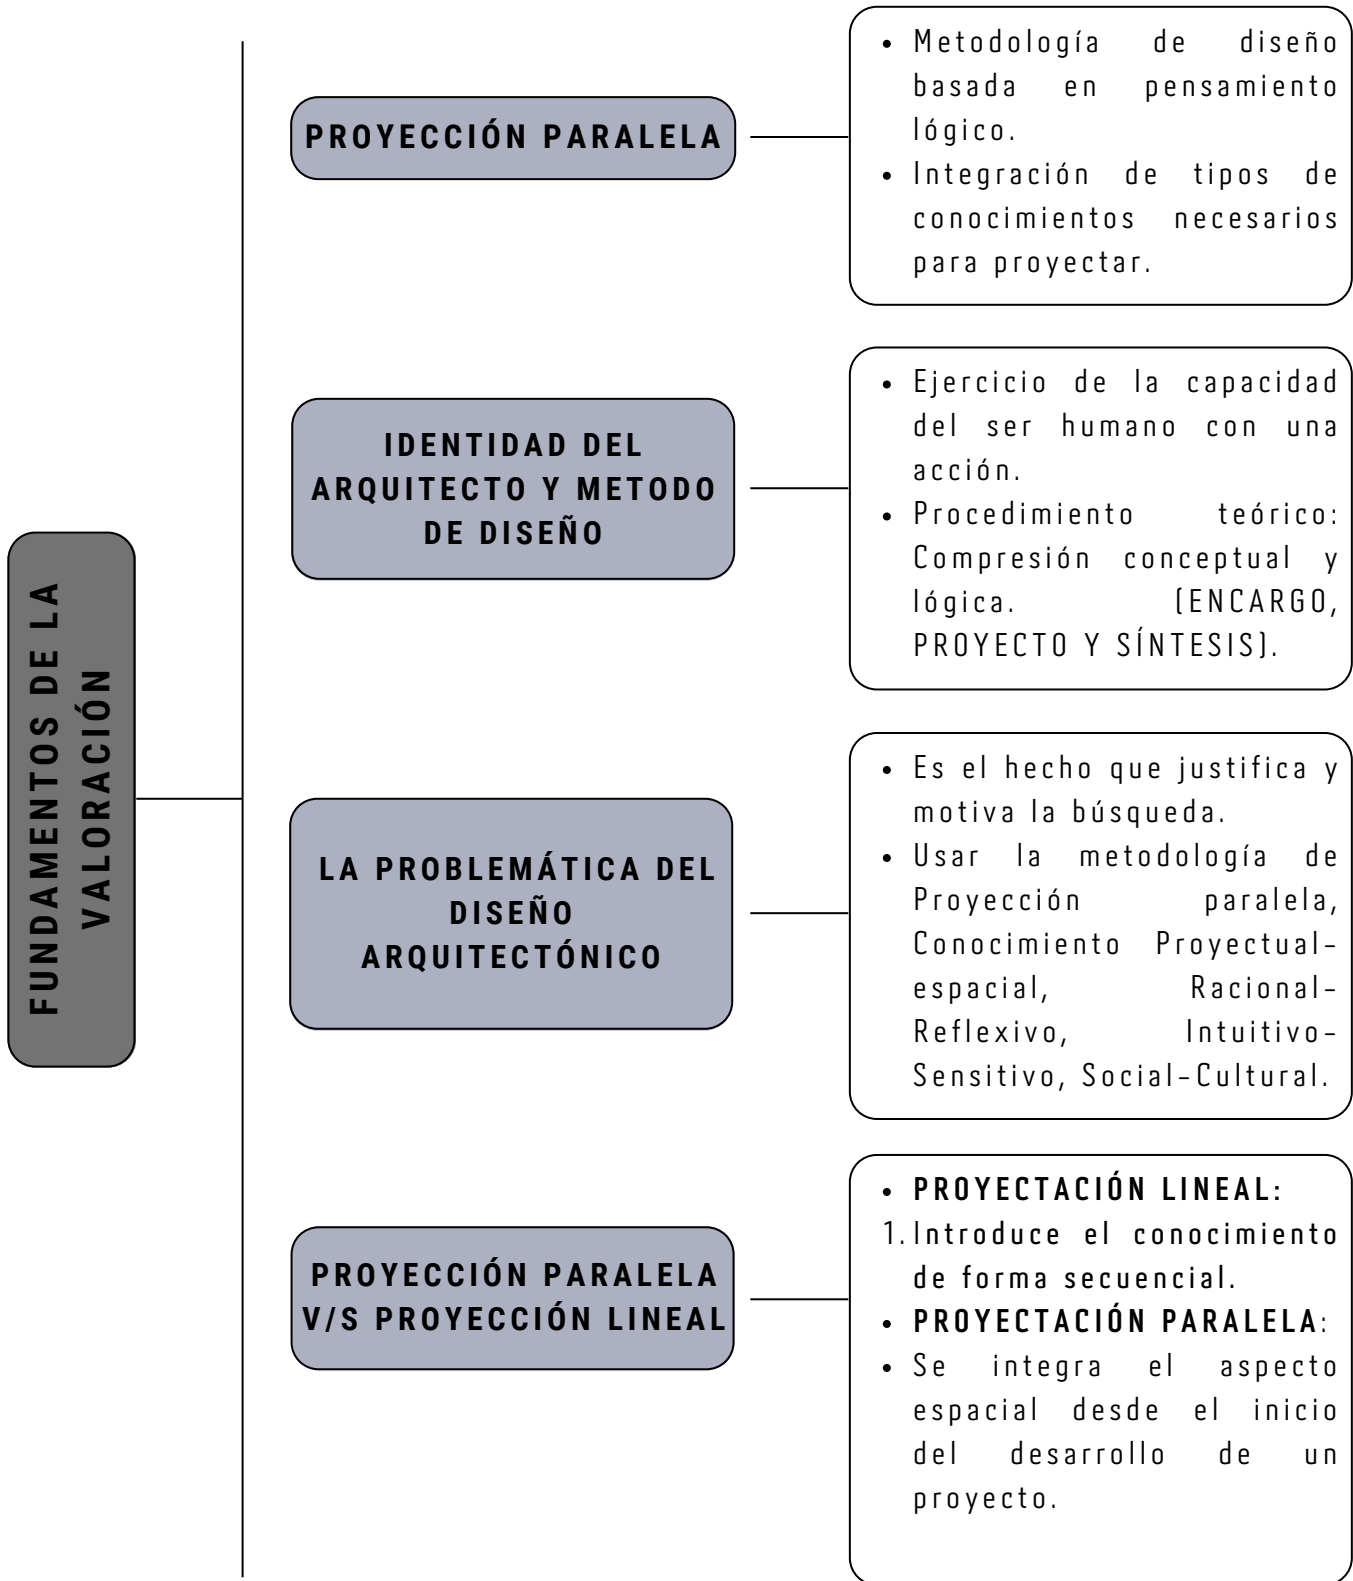 FUNDAMENTOS DE LA
VALORACIÓN
PROYECCIÓN PARALELA
• Metodología de diseño
basada en pensamiento
lógico.
• Integración de tipos de
conocimientos necesarios
para proyectar.
IDENTIDAD DEL
ARQUITECTO Y METODO
DE DISEÑO
• Ejercicio de la capacidad
del ser humano con una
acción.
• Procedimiento teórico:
Compresión conceptual y
lógica. (ENCARGO,
PROYECTO Y SÍNTESIS).
LA PROBLEMÁTICA DEL
DISEÑO
ARQUITECTÓNICO
• Es el hecho que justifica y
motiva la búsqueda.
• Usar la metodología de
Proyección paralela,
Conocimiento Proyectual-
espacial, Racional-
Reflexivo, Intuitivo-
Sensitivo, Social-Cultural.
PROYECCIÓN PARALELA
V/S PROYECCIÓN LINEAL
• PROYECTACIÓN LINEAL:
1. Introduce el conocimiento
de forma secuencial.
• PROYECTACIÓN PARALELA:
• Se integra el aspecto
espacial desde el inicio
del desarrollo de un
proyecto.